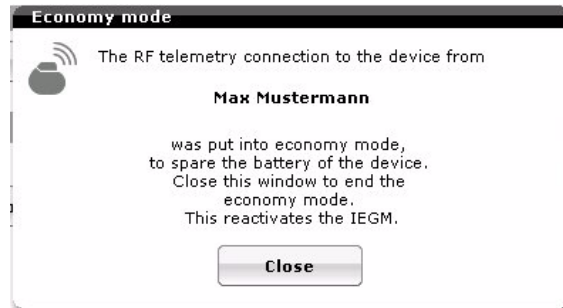 Economy mode
The RF telemetry connection to the device from
Max Mustermann
was put into economy mode,
to spare the battery of the device.
Close this window to end the
economy mode.
This reactivates the IEGM.
Close